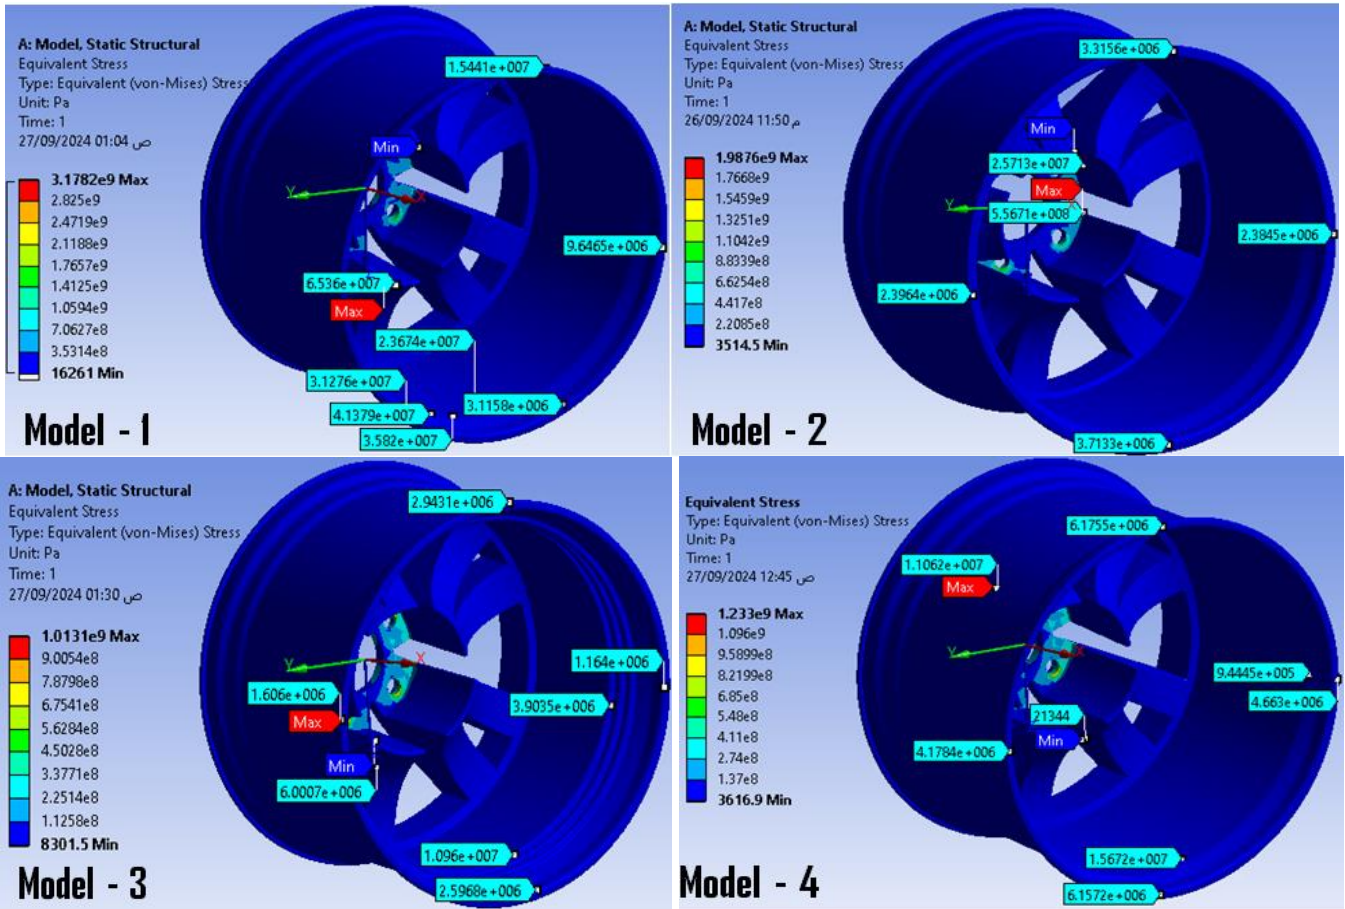 A: Model, Static Structural
Equivalent Stress
Type: Equivalent (von-Mises) Stress
Unit: Pa
Time: 1
27/09/2024 01:04 ص
3.1782e9 Max
2.825e9
2.4719e9
2.1188e9
1.7657e9
1.4125e9
1.0594e9
7.0627e8
3.5314e8
16261 Min
1.5441e+007
Min
Y
X
9.6465e+006
6.536e+007
Max
2.3674e+007
3.1276e+007
3.1158e+006
4.1379e+007
3.582e+007
Model - 1
A: Model, Static Structural
Equivalent Stress
Type: Equivalent (von-Mises) Stress
Unit: Pa
Time: 1
26/09/2024 11:50 م
1.9876e9 Max
1.7668e9
1.5459e9
1.3251e9
1.1042e9
8.8339e8
6.6254e8
4.417e8
2.2085e8
3514.5 Min
3.3156e+006
Min
2.5713e+007
Max
Y
X
5.5671e+008
2.3845e+006
2.3964e+006
3.7133e+006
Model - 2
A: Model, Static Structural
Equivalent Stress
Type: Equivalent (von-Mises) Stress
Unit: Pa
Time: 1
27/09/2024 01:30 ص
1.0131e9 Max
9.0054e8
7.8798e8
6.7541e8
5.6284e8
4.5028e8
3.3771e8
2.2514e8
1.1258e8
8301.5 Min
2.9431e+006
Y
X
1.164e+006
1.606e+006
3.9035e+006
Max
Min
6.0007e+006
1.096e+007
2.5968e+006
Model - 3
Equivalent Stress
Type: Equivalent (von-Mises) Stress
Unit: Pa
Time: 1
27/09/2024 12:45 ص
1.233e9 Max
1.096e9
9.5899e8
8.2199e8
6.85e8
5.48e8
4.11e8
2.74e8
1.37e8
3616.9 Min
6.1755e+006
1.1062e+007
Max
Y
X
9.4445e+005
4.663e+006
21344
Min
4.1784e+006
1.5672e+007
6.1572e+006
Model - 4